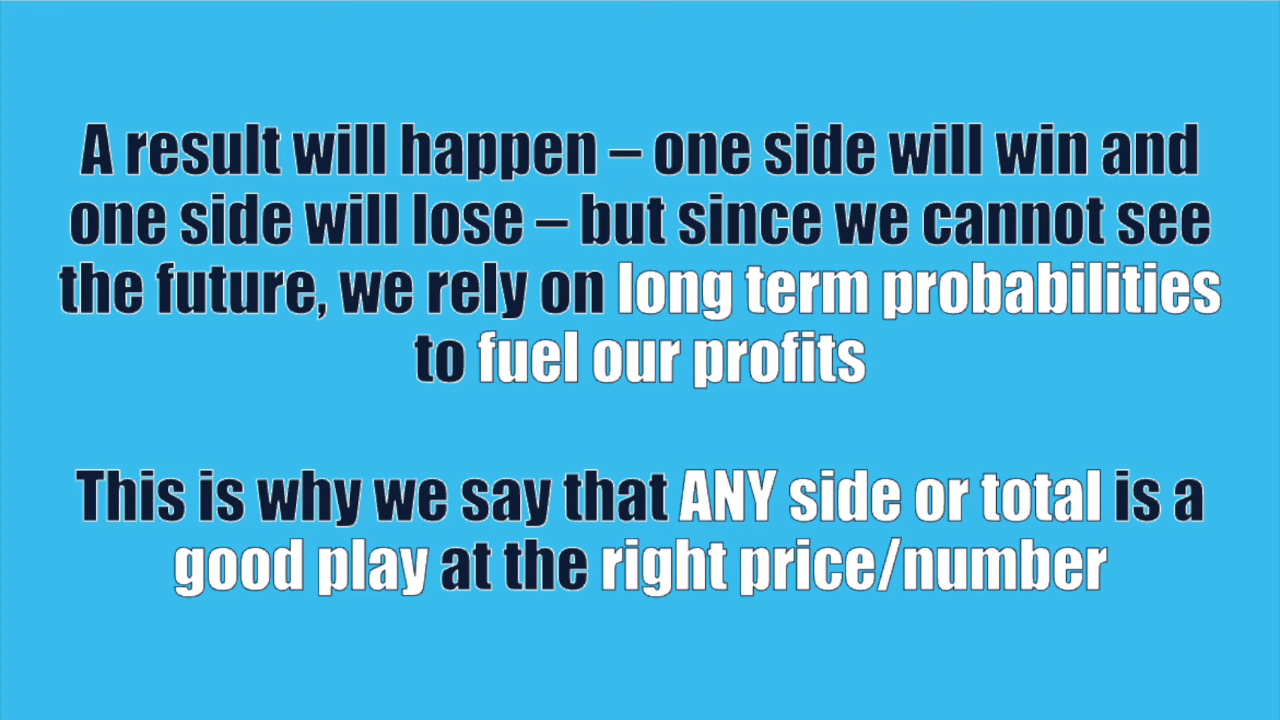 A result will happen – one side will win and
one side will lose – but since we cannot see
the future, we rely on long term probabilities
to fuel our profits
This is why we say that ANY side or total is a
good play at the right price/number